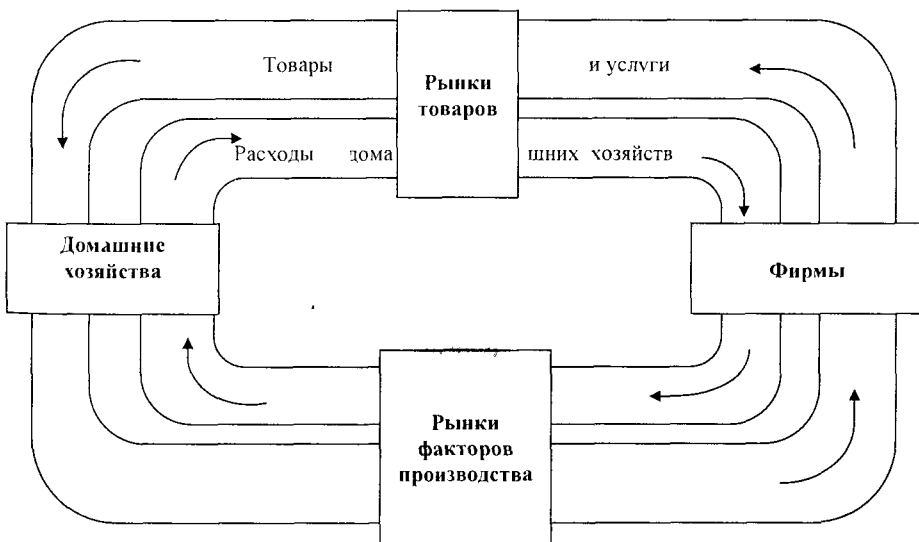 Товары и услуги
Рынки
товаров
Расходы дома шних хозяйств
Домашние
хозяйства
Фирмы
Рынки
факторов
производства